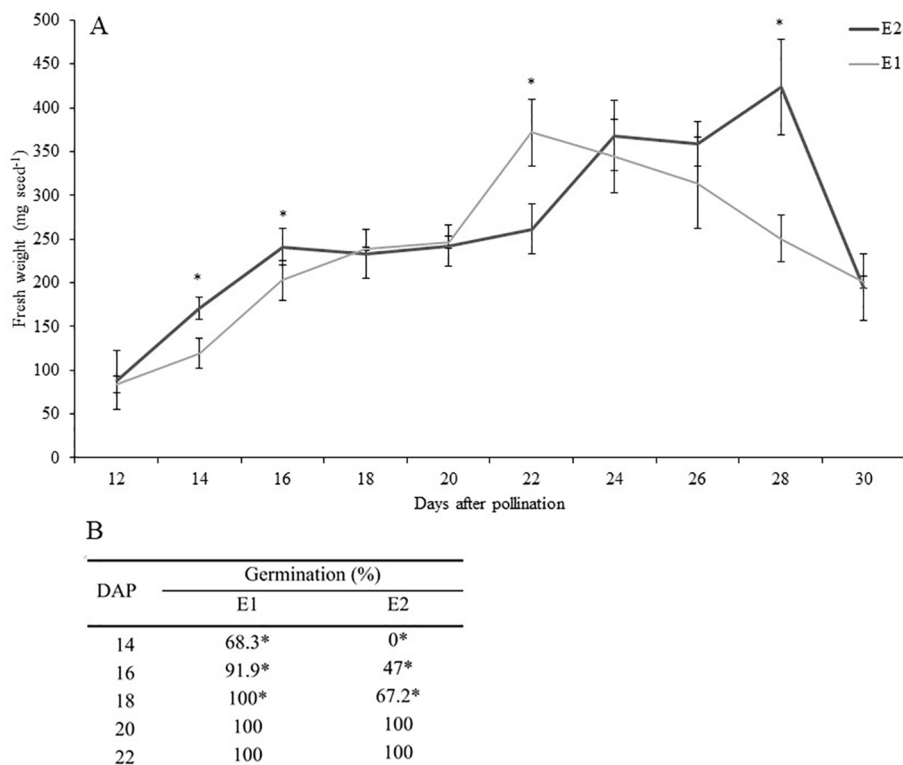 A
E2
E1
500
450
400
350
300
250
200
150
100
50
0
Fresh weight (mg seed-1)
* * * *
12 14 16 18 20 22 24 26 28 30
Days after pollination
B
DAP Germination (%)
E1 E2
14 68.3* 0*
16 91.9* 47*
18 100* 67.2*
20 100 100
22 100 100